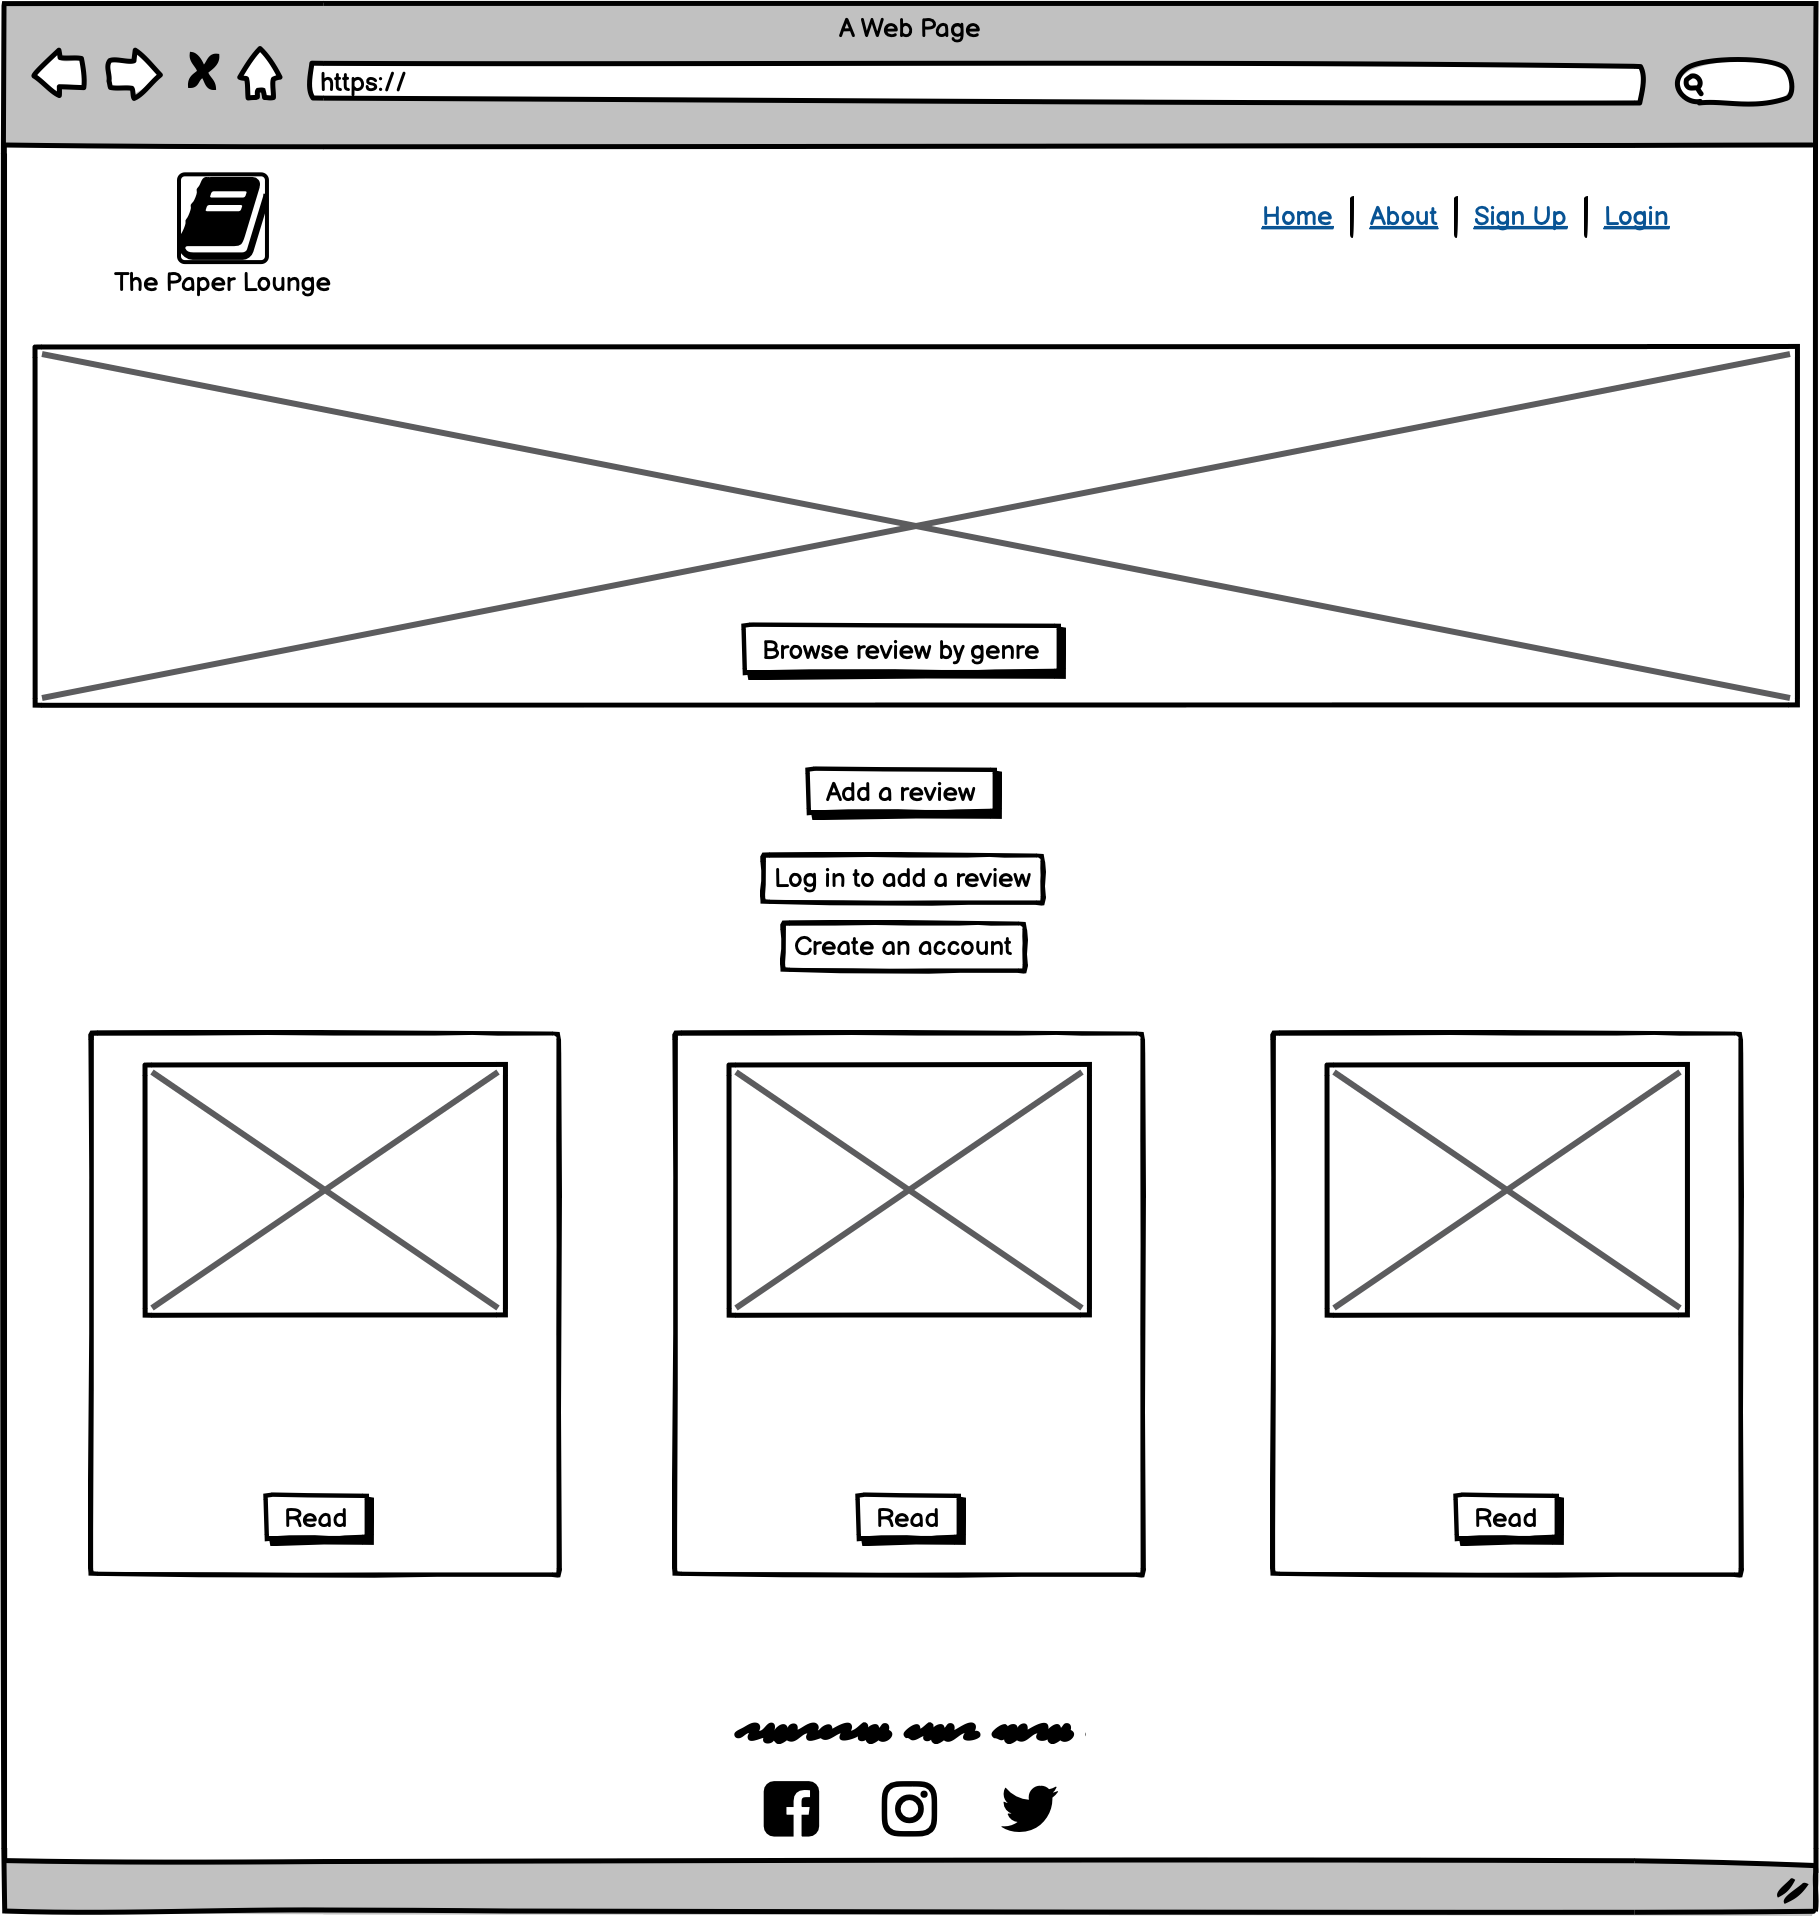 A Web Page
https://
The Paper Lounge
Home About Sign Up Login
Browse review by genre
Add a review
Log in to add a review
Create an account
Read Read Read